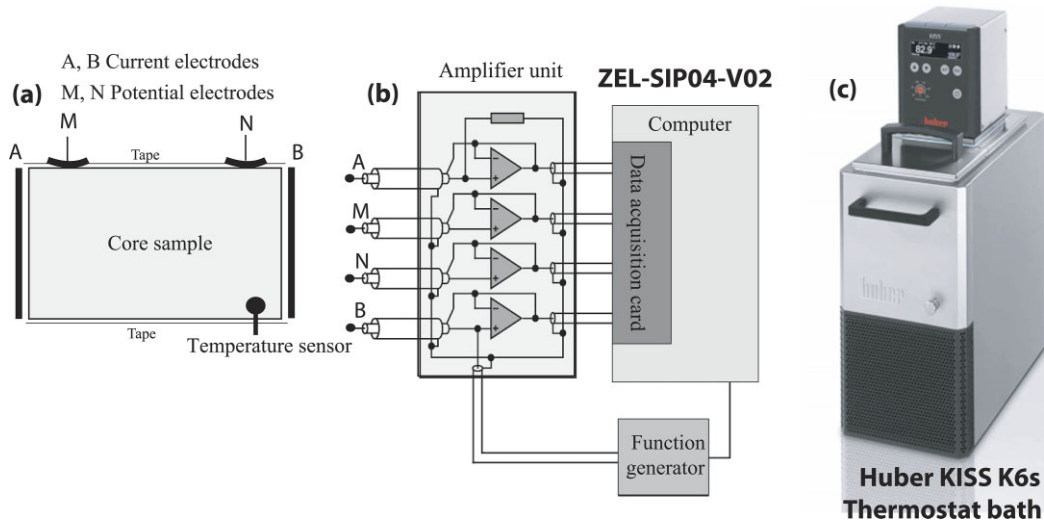 (a)
A, B Current electrodes
M, N Potential electrodes
M
N
A
Tape
B
Core sample
Tape
Temperature sensor
(b)
Amplifier unit
ZEL-SIP04-V02
Computer
Data acquisition card
A
M
N
B
Function
generator
(c)
KISS
82.9°
huber
huber
Huber KISS K6s
Thermostat bath